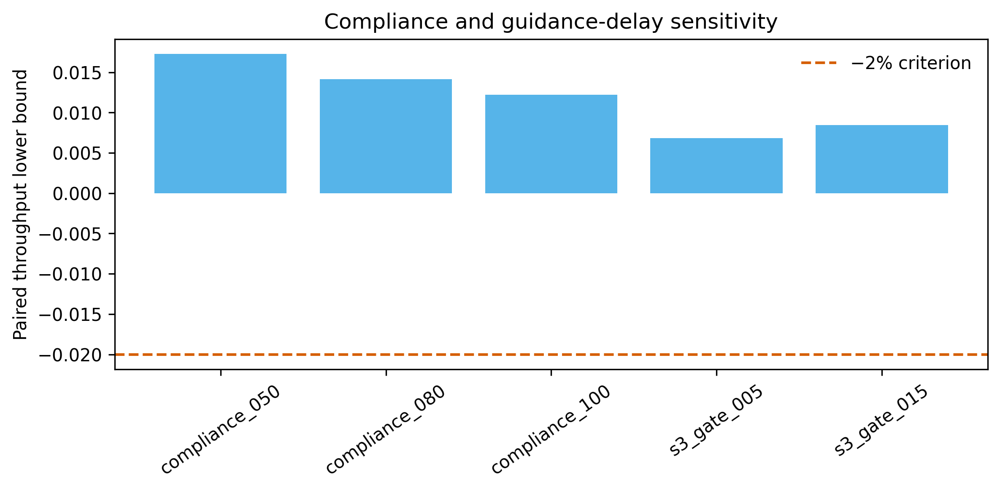 Compliance and guidance-delay sensitivity
−2% criterion
Paired throughput lower bound
0.015
0.010
0.005
0.000
−0.005
−0.010
−0.015
−0.020
compliance_050
compliance_080
compliance_100
s3_gate_005
s3_gate_015